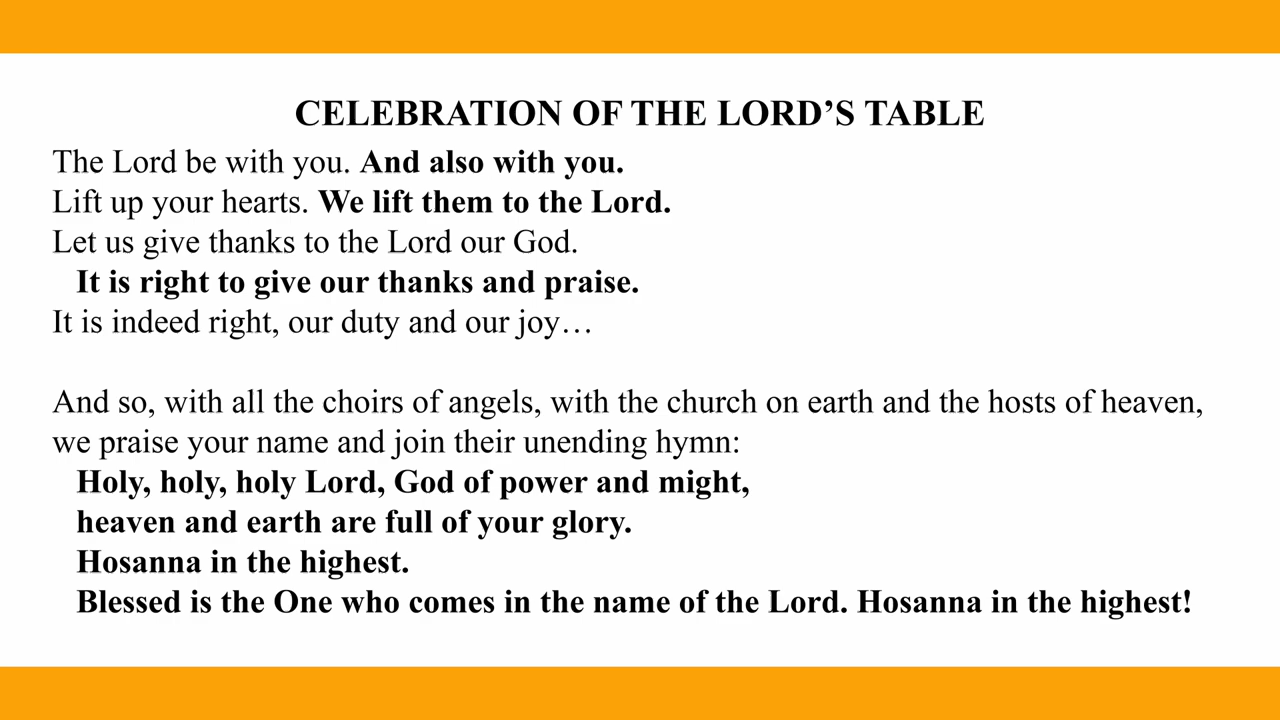 CELEBRATION OF THE LORD’S TABLE
The Lord be with you. And also with you.
Lift up your hearts. We lift them to the Lord.
Let us give thanks to the Lord our God.
It is right to give our thanks and praise.
It is indeed right, our duty and our joy…
And so, with all the choirs of angels, with the church on earth and the hosts of heaven,
we praise your name and join their unending hymn:
Holy, holy, holy Lord, God of power and might,
heaven and earth are full of your glory.
Hosanna in the highest.
Blessed is the One who comes in the name of the Lord. Hosanna in the highest!